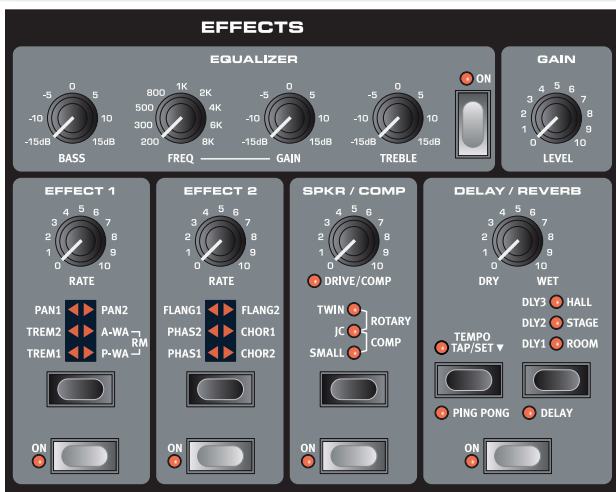 EFFECTS
EQUALIZER
-15dB -10 -5 0 5 10 15dB
BASS
200 300 500 800 1K 2K 4K 6K 8K
FREQ
-15dB -10 -5 0 5 10 15dB
GAIN
-15dB -10 -5 0 5 10 15dB
TREBLE
ON
GAIN
0 1 2 3 4 5 6 7 8 9 10
LEVEL
EFFECT 1
0 1 2 3 4 5 6 7 8 9 10
RATE
PAN1 PAN2
TREM2 A-WA
RM
TREM1 P-WA
ON
EFFECT 2
0 1 2 3 4 5 6 7 8 9 10
RATE
FLANG1 FLANG2
PHAS2 CHOR1
PHAS1 CHOR2
ON
SPKR / COMP
0 1 2 3 4 5 6 7 8 9 10
DRIVE/COMP
TWIN
ROTARY
JC
COMP
SMALL
ON
DELAY / REVERB
0 1 2 3 4 5 6 7 8 9 10
DRY WET
DLY3 HALL
DLY2 STAGE
DLY1 ROOM
TEMPO
TAP/SET ▼
PING PONG
DELAY
ON